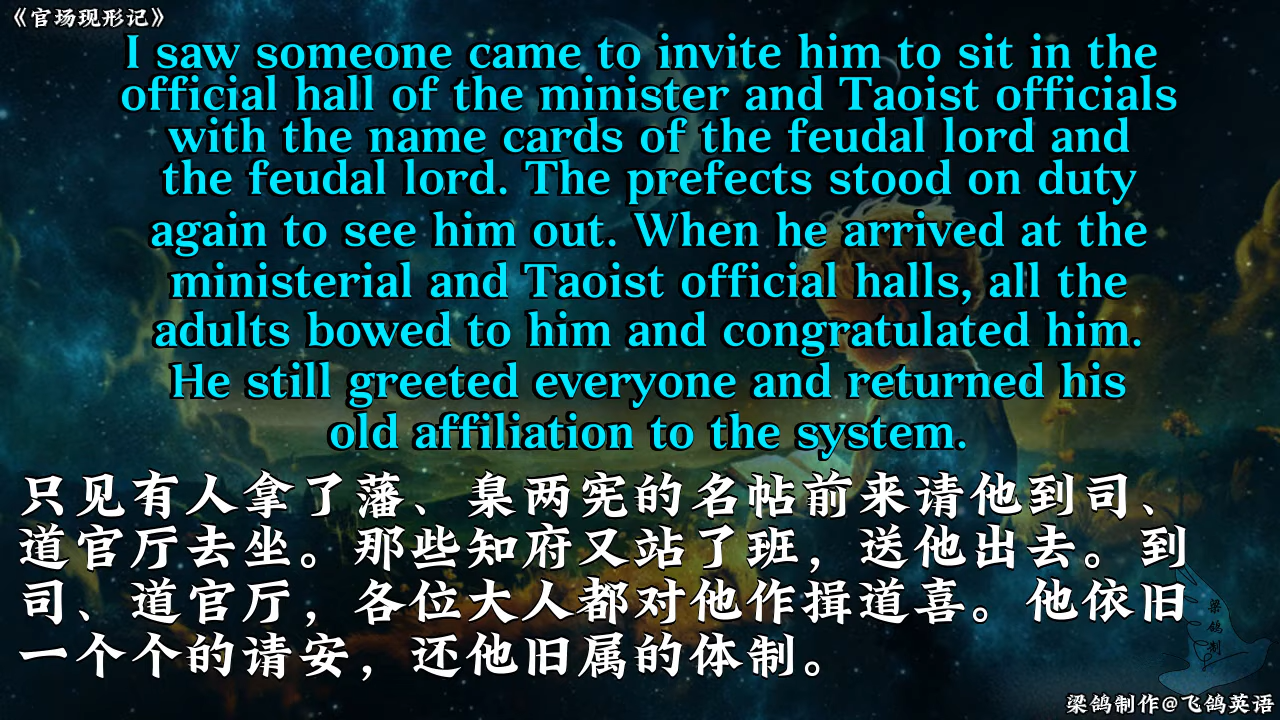 《官场现形记》
I saw someone came to invite him to sit in the
official hall of the minister and Taoist officials
with the name cards of the feudal lord and
the feudal lord. The prefects stood on duty
again to see him out. When he arrived at the
ministerial and Taoist official halls, all the
adults bowed to him and congratulated him.
He still greeted everyone and returned his
old affiliation to the system.
只见有人拿了藩、臬两宪的名帖前来请他到司、
道官厅去坐。那些知府又站了班，送他出去。到
司、道官厅，各位大人都对他作揖道喜。他依旧
一个个的请安，还他旧属的体制。
梁鸽制
梁鸽制作@飞鸽英语